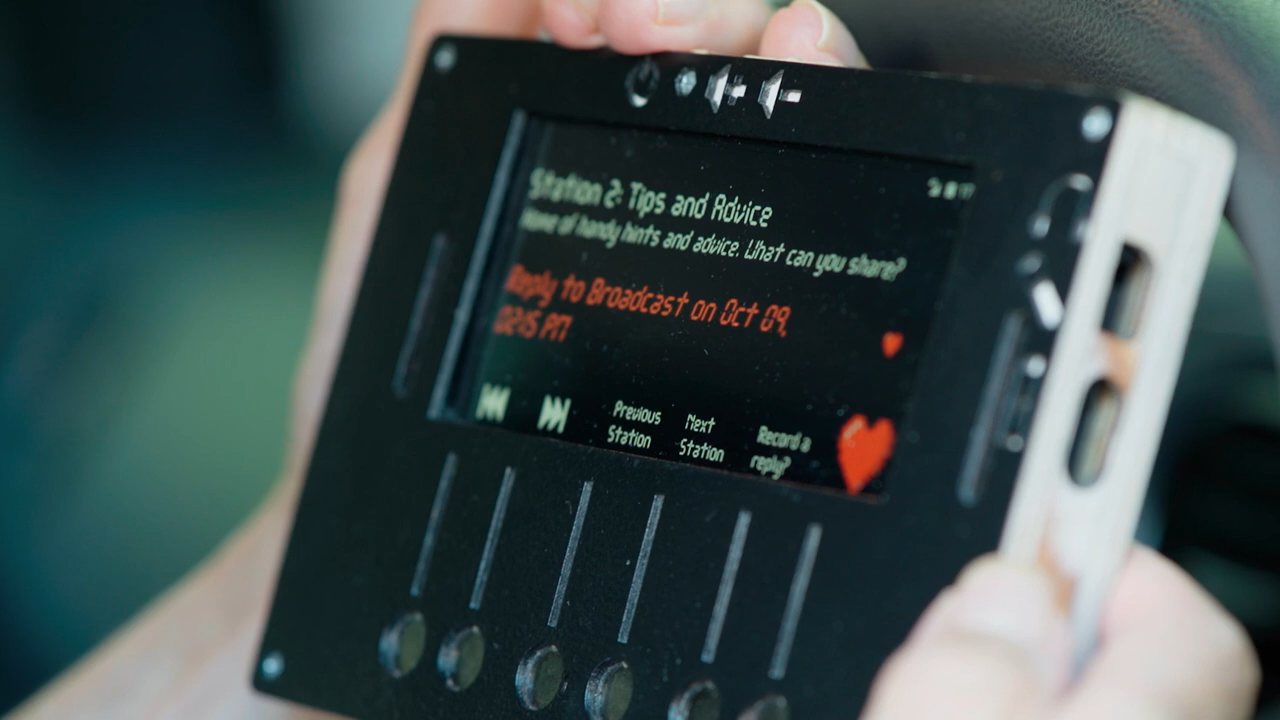 Station 2: Tips and Advice
Home of handy hints and advice. What can you share?
Reply to Broadcast on Oct 09,
02:15 PM
Previous
Station
Next
Station
Record a
reply?